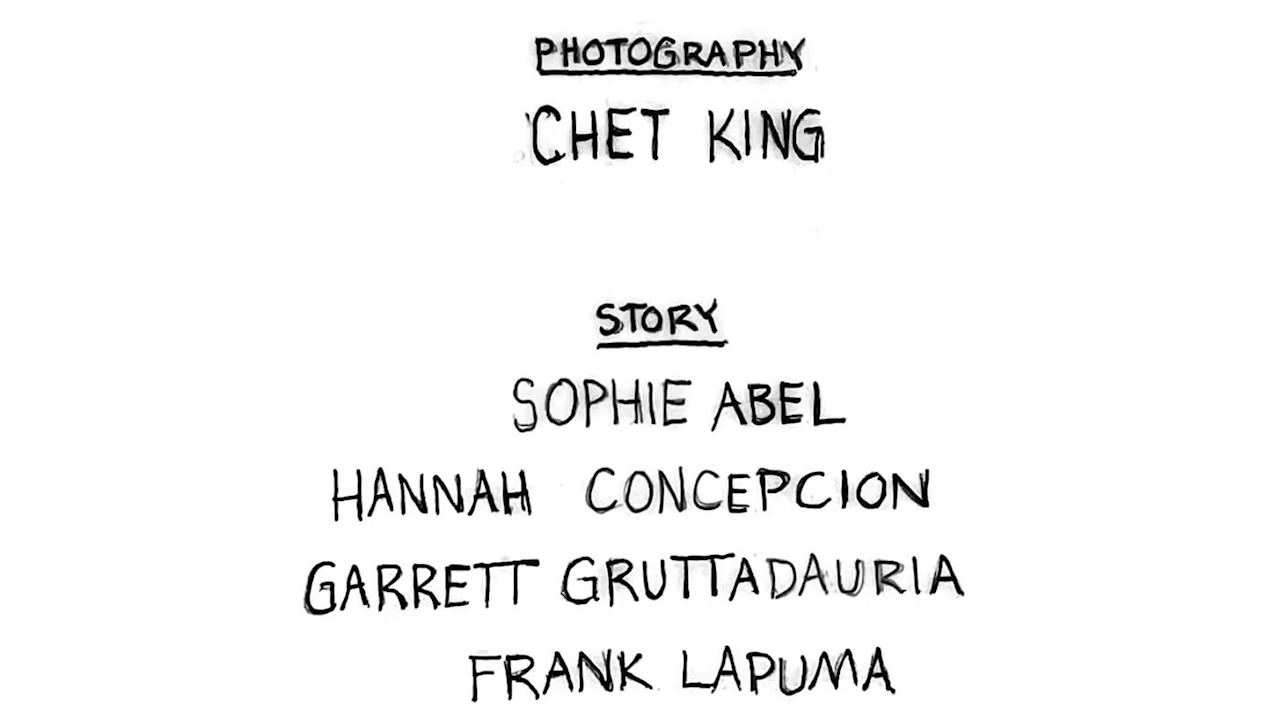 PHOTOGRAPHY
CHET KING
STORY
SOPHIE ABEL
HANNAH CONCEPCION
GARRETT GRUTTADAURIA
FRANK LAPUMA